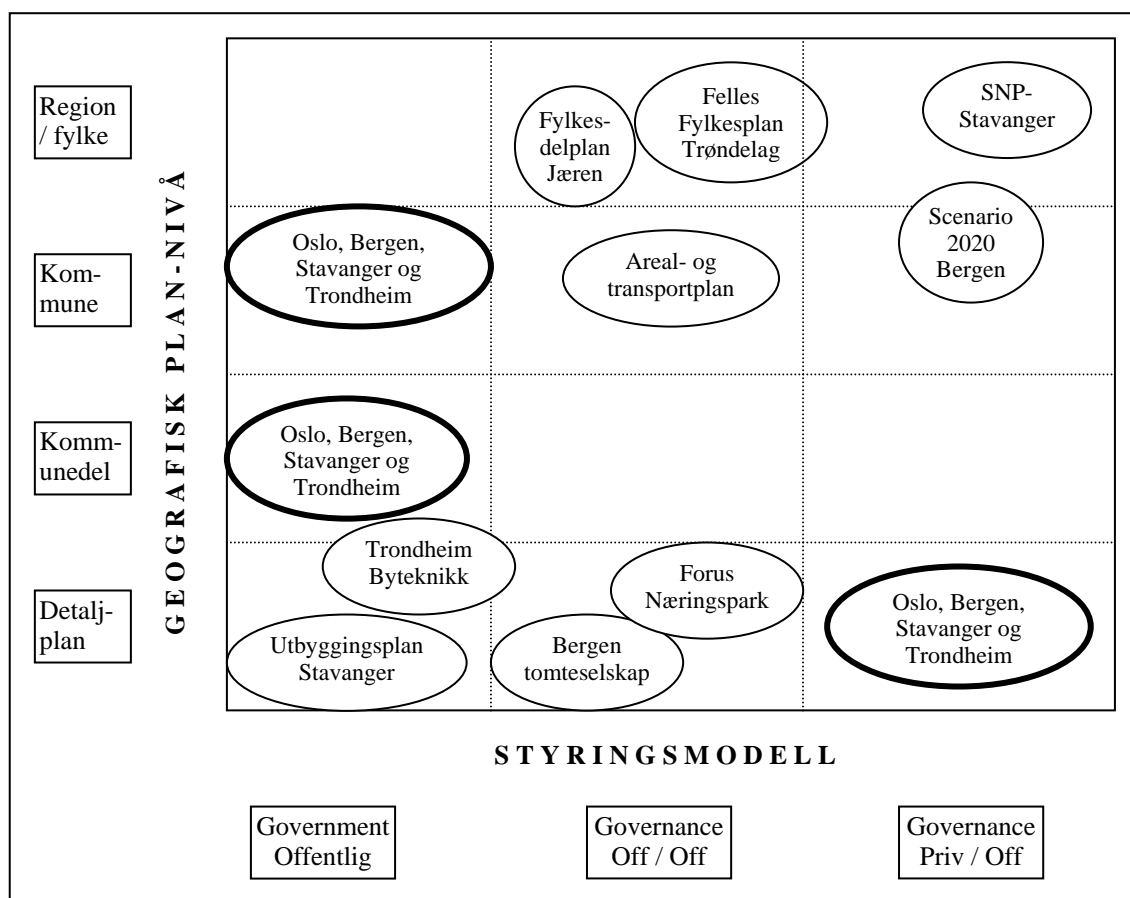 Region
/ fylke
Kom-
mune
Komm-
unedel
Detalj-
plan
GEOGRAFISK PLAN-NIVÅ
Fylkes-
delplan
Jæren
Felles
Fylkesplan
Trøndelag
SNP-
Stavanger
Oslo, Bergen,
Stavanger og
Trondheim
Areal- og
transportplan
Scenario
2020
Bergen
Oslo, Bergen,
Stavanger og
Trondheim
Trondheim
Byteknikk
Forus
Næringspark
Oslo, Bergen,
Stavanger og
Trondheim
Utbyggingsplan
Stavanger
Bergen
tomteselskap
STYRINGSMODELL
Government
Offentlig
Governance
Off / Off
Governance
Priv / Off